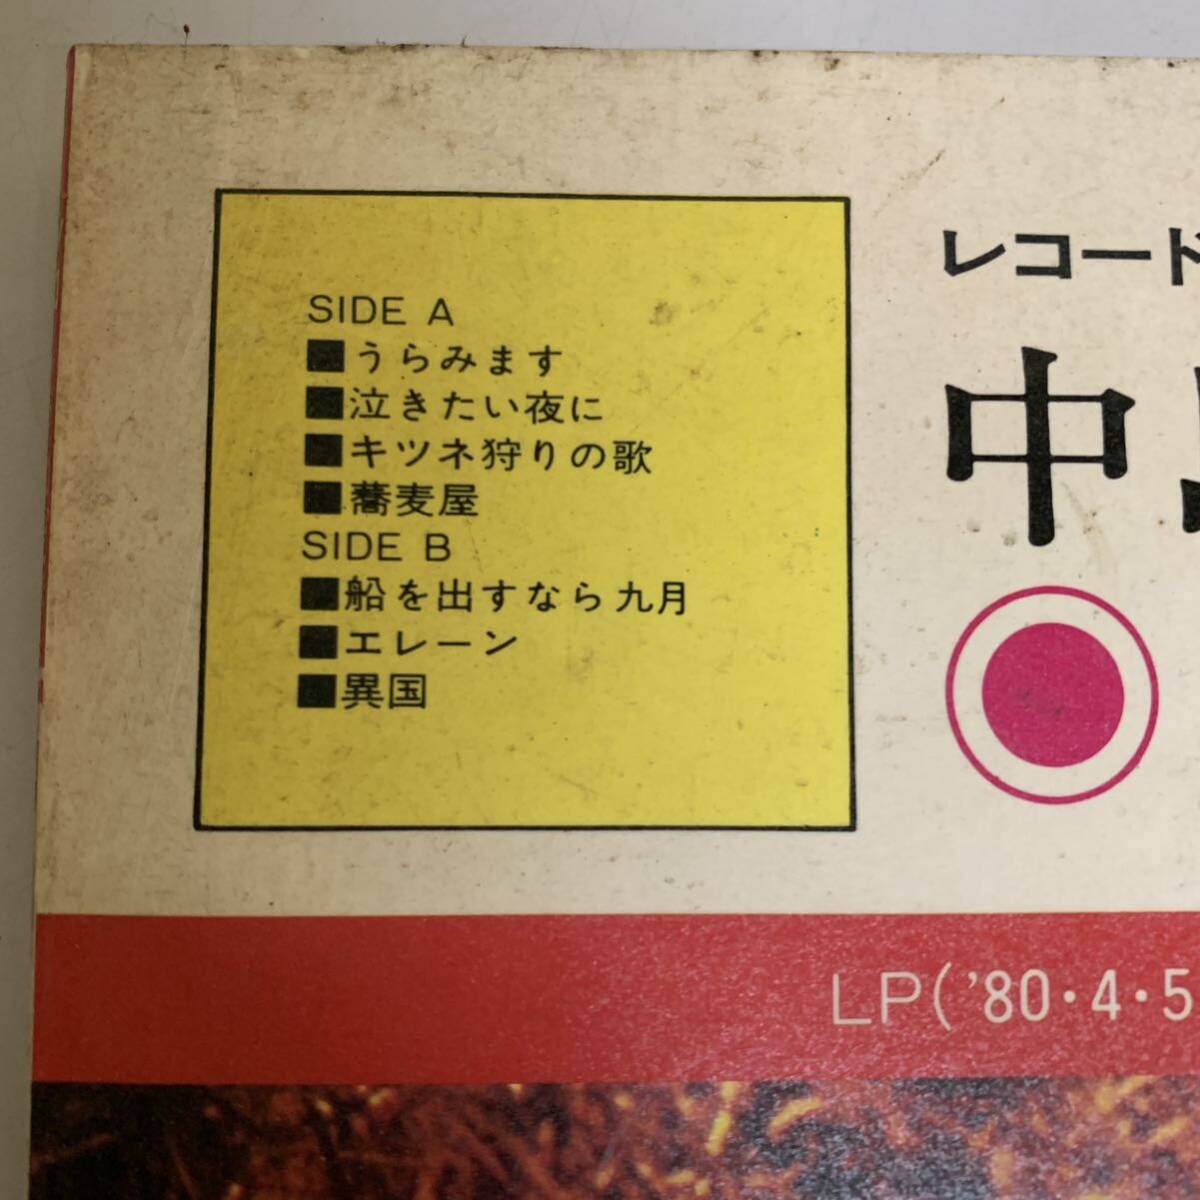 SIDE A
■うらみます
■泣きたい夜に
■キツネ狩りの歌
■蕎麦屋
SIDE B
■船を出すなら九月
■エレーン
■異国
レコード
中
LP('80・4・5